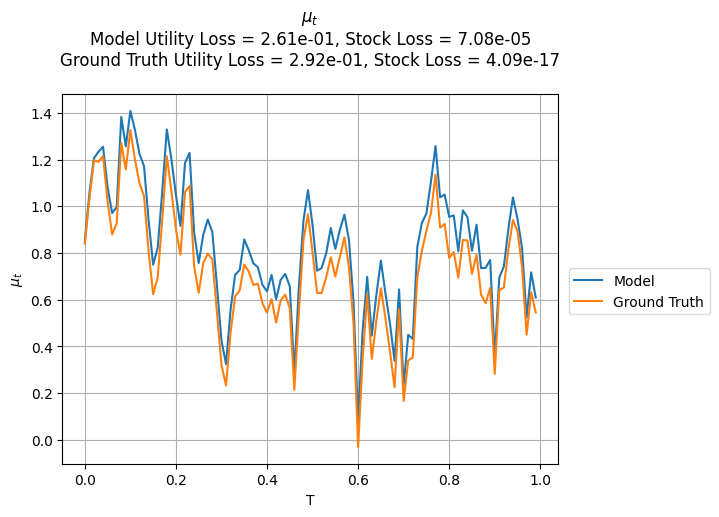 μₜ
Model Utility Loss = 2.61e-01, Stock Loss = 7.08e-05
Ground Truth Utility Loss = 2.92e-01, Stock Loss = 4.09e-17
1.4
1.2
1.0
0.8
0.6
0.4
0.2
0.0
μₜ
0.0 0.2 0.4 0.6 0.8 1.0
T
Model
Ground Truth